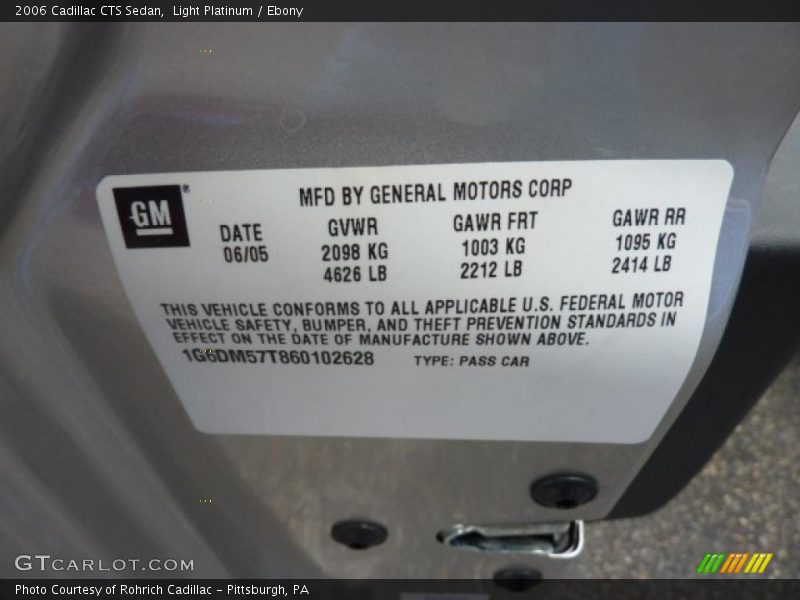 2006 Cadillac CTS Sedan,  Light Platinum / Ebony
GM ®
MFD BY GENERAL MOTORS CORP
DATE GVWR GAWR FRT GAWR RR
06/05 2098 KG 1003 KG 1095 KG
4626 LB 2212 LB 2414 LB
THIS VEHICLE CONFORMS TO ALL APPLICABLE U.S. FEDERAL MOTOR
VEHICLE SAFETY, BUMPER, AND THEFT PREVENTION STANDARDS IN
EFFECT ON THE DATE OF MANUFACTURE SHOWN ABOVE.
1G6DM57T860102628 TYPE: PASS CAR
GTCARLOT.COM
Photo Courtesy of Rohrich Cadillac - Pittsburgh, PA